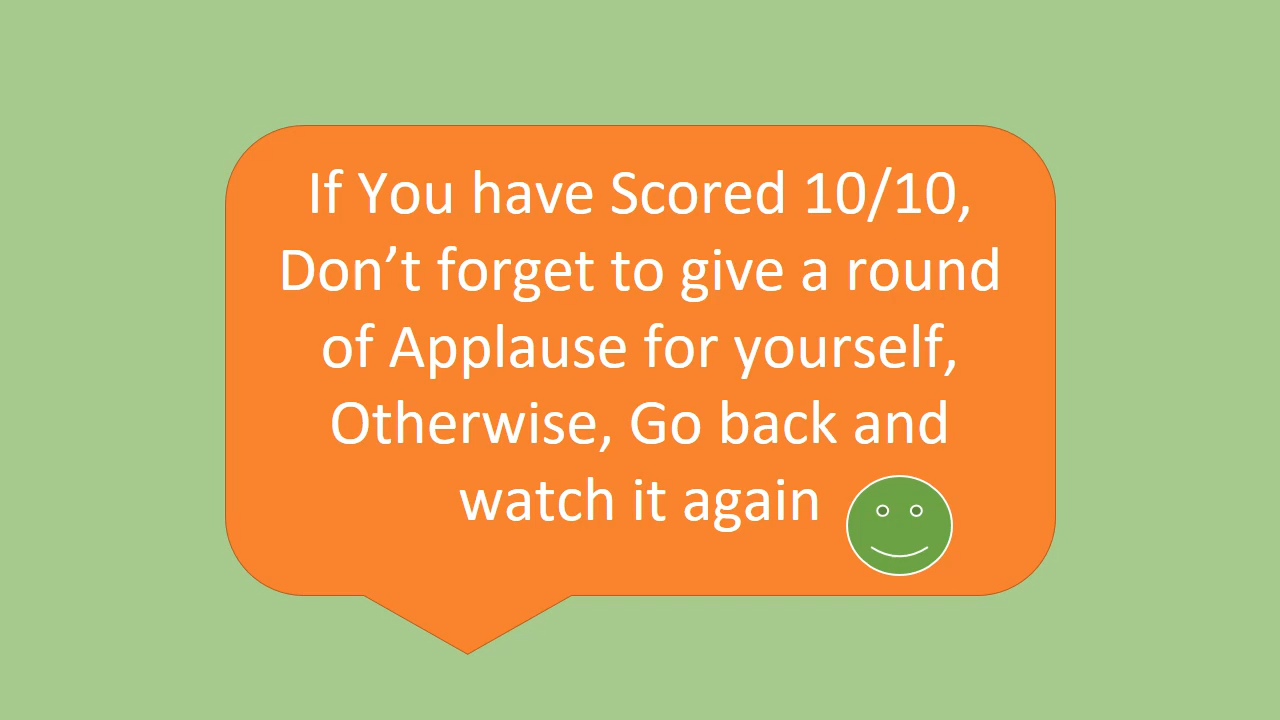 If You have Scored 10/10,
Don’t forget to give a round
of Applause for yourself,
Otherwise, Go back and
watch it again